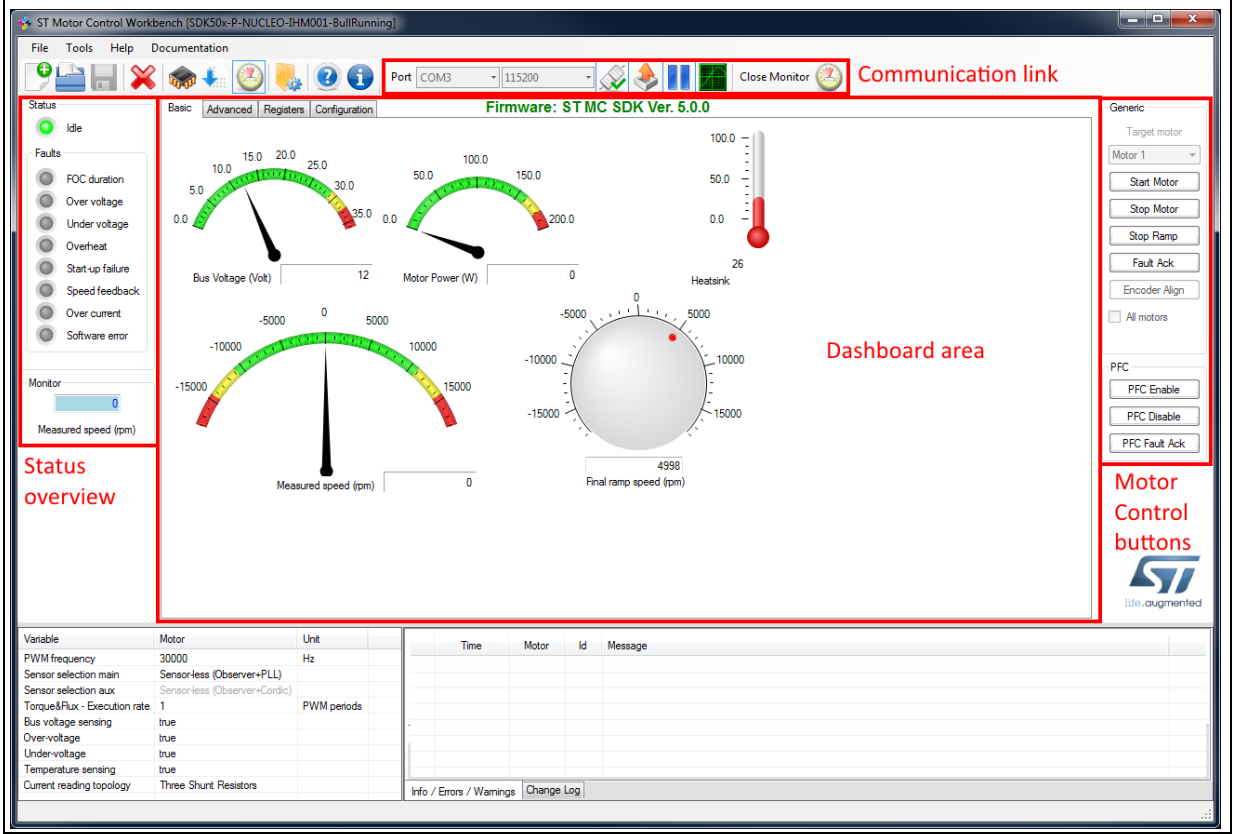 ST Motor Control Workbench [SDK50x-P-NUCLEO-IHM001-BullRunning]
File Tools Help Documentation
Port COM3 115200 Close Monitor
Communication link
Status
Idle
Faults
FOC duration
Over voltage
Under voltage
Overheat
Start-up failure
Speed feedback
Over current
Software error
Monitor
0
Measured speed (rpm)
Status
overview
Basic Advanced Registers Configuration
Firmware: ST MC SDK Ver. 5.0.0
0.0 5.0 10.0 15.0 20.0 25.0 30.0 35.0
Bus Voltage (Volt) 12
0.0 50.0 100.0 150.0 200.0
Motor Power (W) 0
100.0
50.0
0.0
26
Heatsink
-15000 -10000 -5000 0 5000 10000 15000
Measured speed (rpm) 0
-15000 -10000 -5000 0 5000 10000 15000
4998
Final ramp speed (rpm)
Dashboard area
Generic
Target motor
Motor 1
Start Motor
Stop Motor
Stop Ramp
Fault Ack
Encoder Align
All motors
PFC
PFC Enable
PFC Disable
PFC Fault Ack
Motor
Control
buttons
ST
life.augmented
Variable Motor Unit
PWM frequency 30000 Hz
Sensor selection main Sensor-less (Observer+PLL)
Sensor selection aux Sensor-less (Observer+Cordic)
Torque&Flux - Execution rate 1 PWM periods
Bus voltage sensing true
Over-voltage true
Under-voltage true
Temperature sensing true
Current reading topology Three Shunt Resistors
Time Motor Id Message
Info / Errors / Warnings Change Log